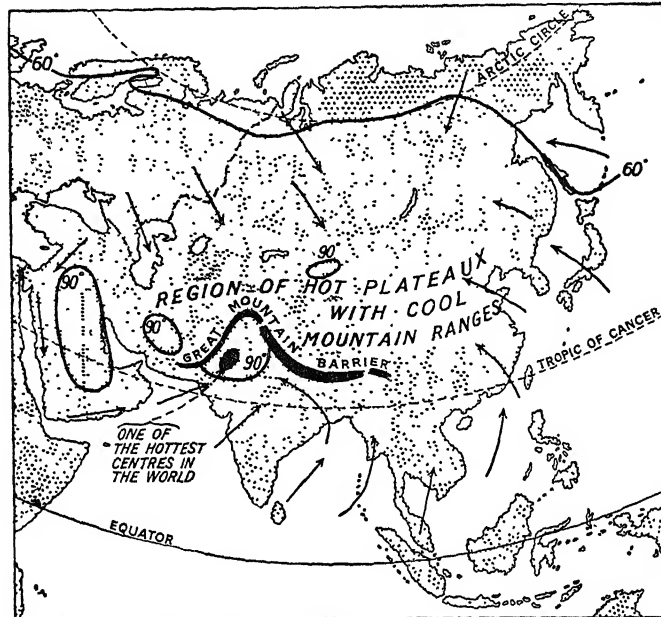 60°
ARCTIC CIRCLE
60°
90°
90°
REGION OF HOT PLATEAUX
WITH COOL
MOUNTAIN RANGES
90°
GREAT MOUNTAIN
BARRIER
90°
TROPIC OF CANCER
ONE OF
THE HOTTEST
CENTRES IN
THE WORLD
EQUATOR